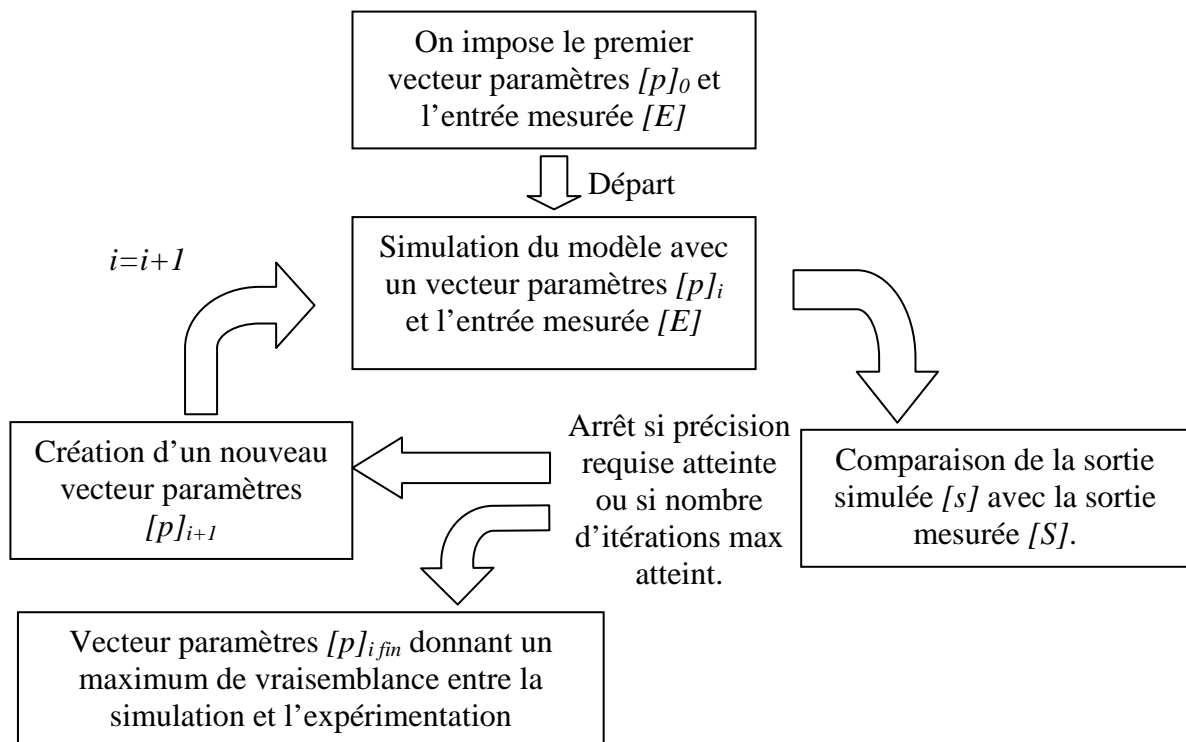 On impose le premier
vecteur paramètres [p]0 et
l’entrée mesurée [E]
Départ
Simulation du modèle avec
un vecteur paramètres [p]i
et l’entrée mesurée [E]
i=i+1
Comparaison de la sortie
simulée [s] avec la sortie
mesurée [S].
Arrêt si précision
requise atteinte
ou si nombre
d’itérations max
atteint.
Création d’un nouveau
vecteur paramètres
[p]i+1
Vecteur paramètres [p]i fin donnant un
maximum de vraisemblance entre la
simulation et l’expérimentation